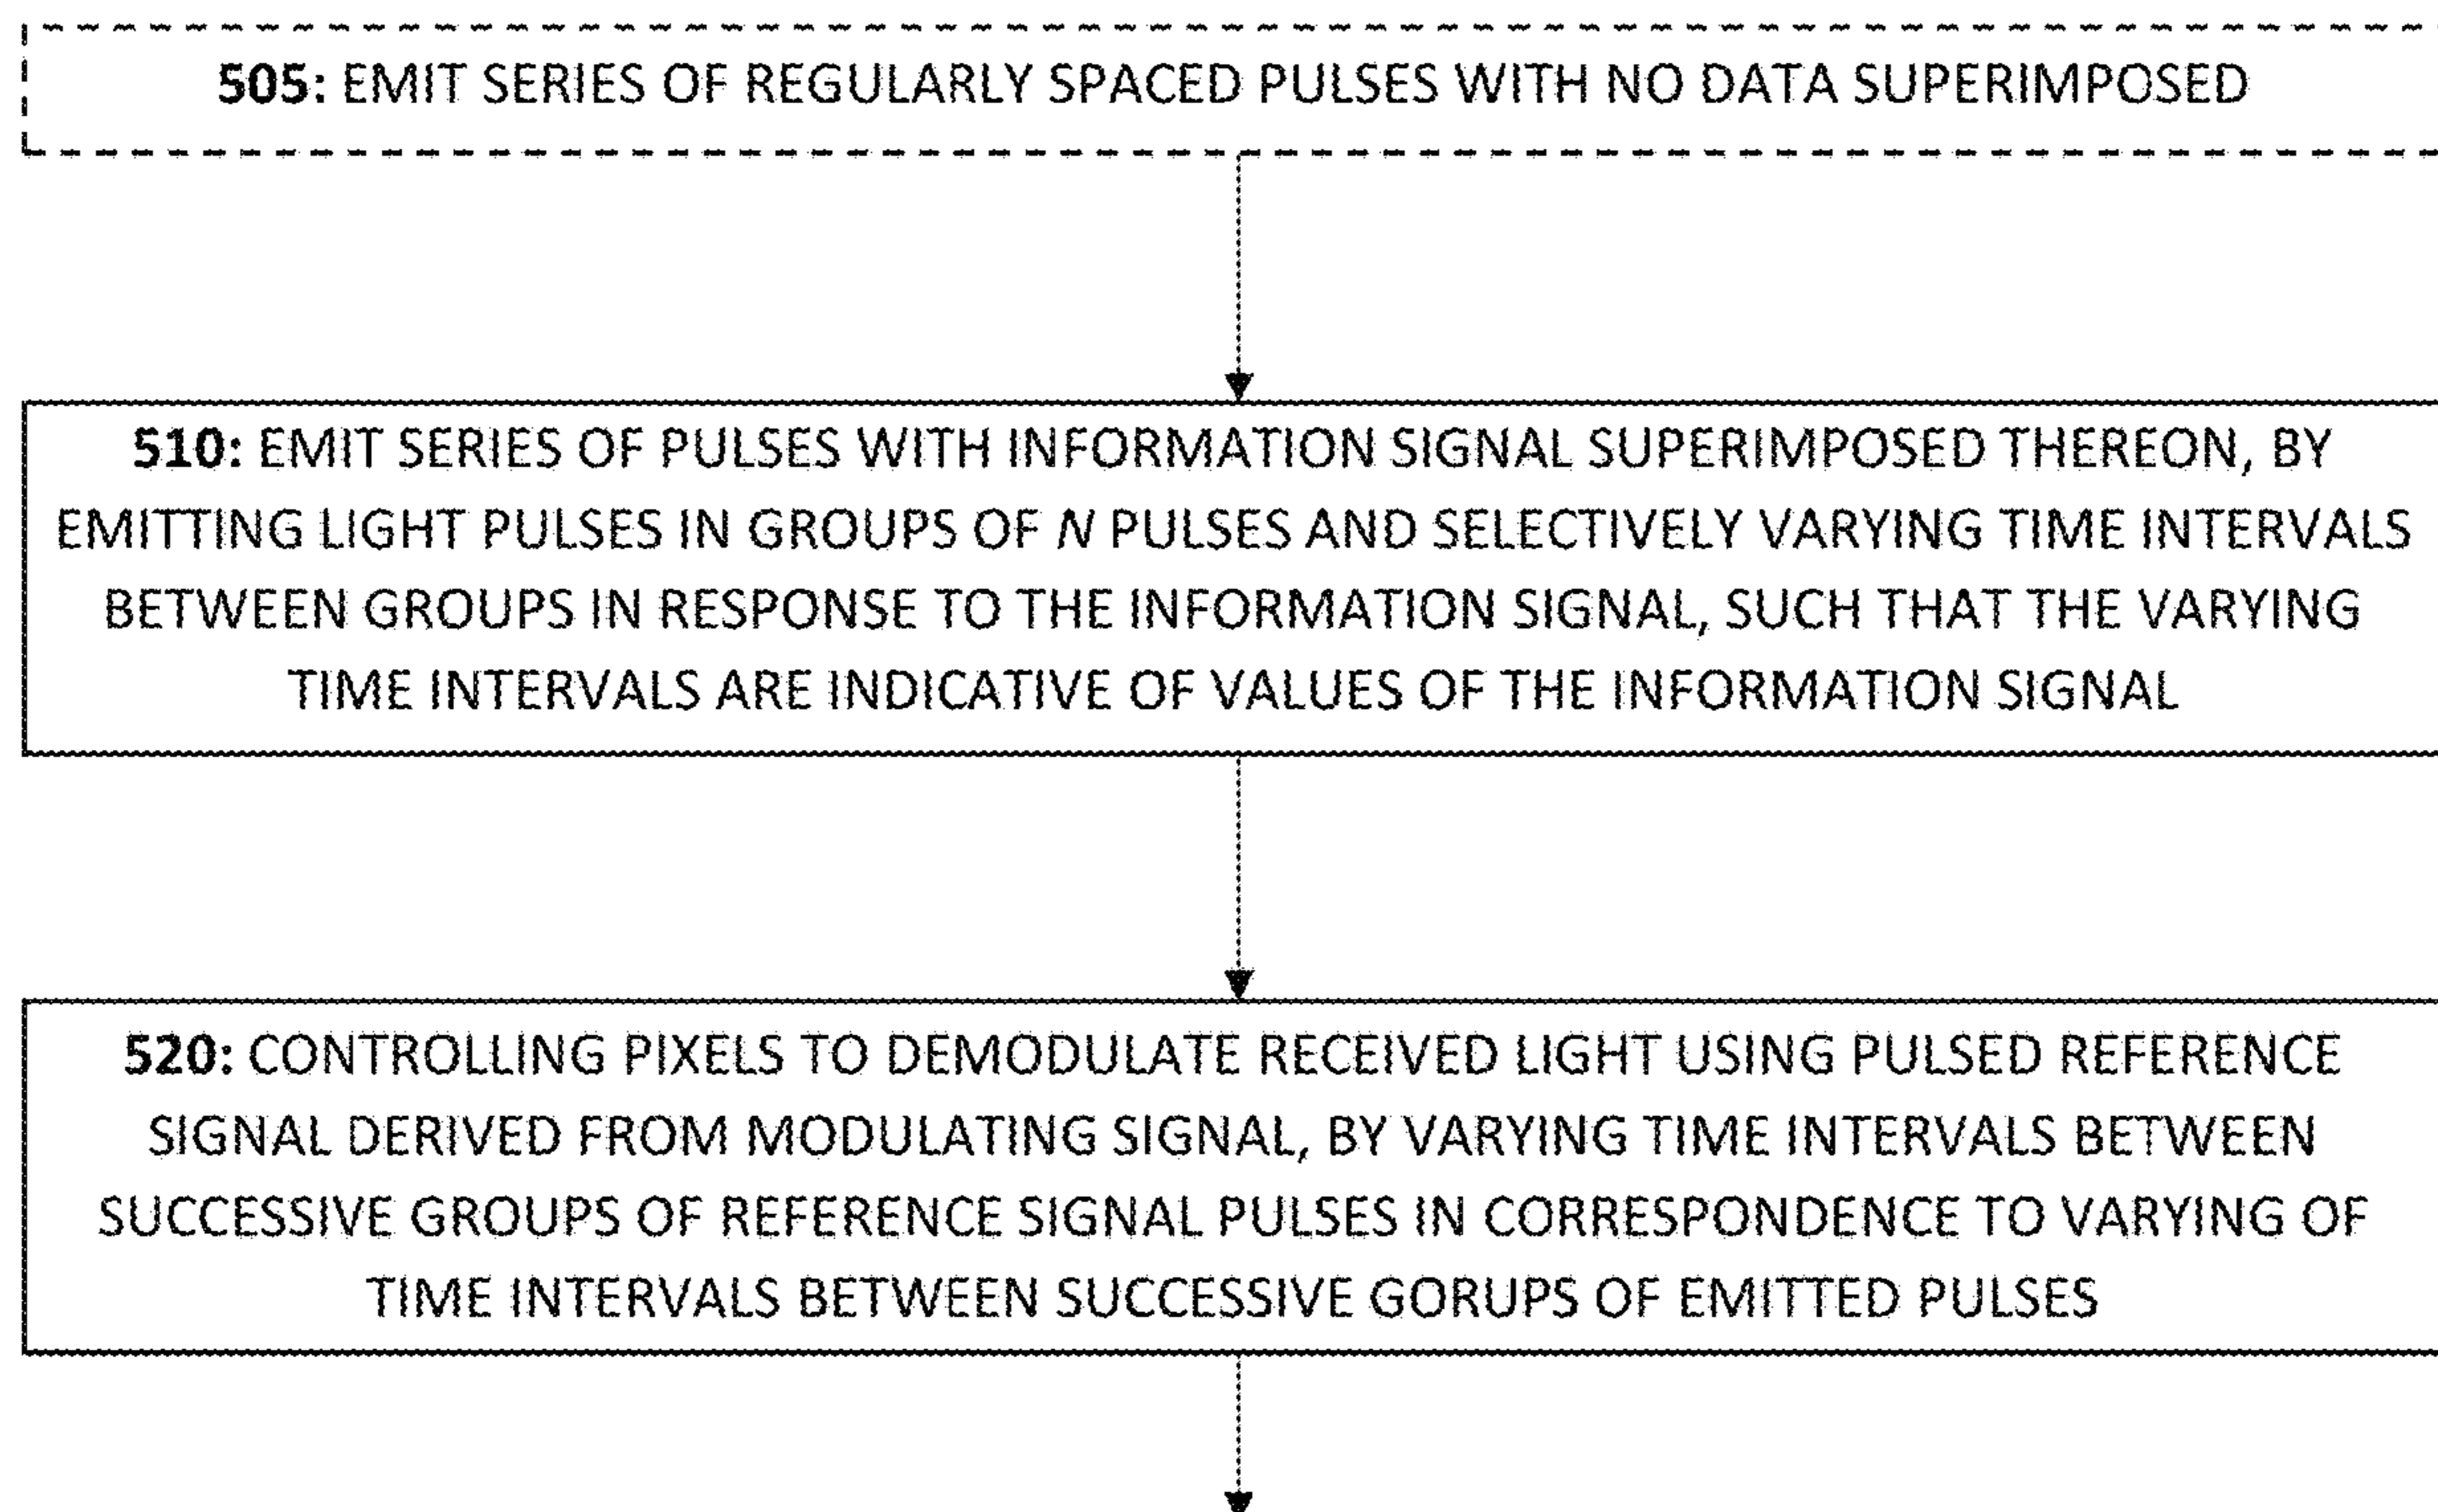 505: EMIT SERIES OF REGULARLY SPACED PULSES WITH NO DATA SUPERIMPOSED
510: EMIT SERIES OF PULSES WITH INFORMATION SIGNAL SUPERIMPOSED THEREON, BY
EMITTING LIGHT PULSES IN GROUPS OF N PULSES AND SELECTIVELY VARYING TIME INTERVALS
BETWEEN GROUPS IN RESPONSE TO THE INFORMATION SIGNAL, SUCH THAT THE VARYING
TIME INTERVALS ARE INDICATIVE OF VALUES OF THE INFORMATION SIGNAL
520: CONTROLLING PIXELS TO DEMODULATE RECEIVED LIGHT USING PULSED REFERENCE
SIGNAL DERIVED FROM MODULATING SIGNAL, BY VARYING TIME INTERVALS BETWEEN
SUCCESSIVE GROUPS OF REFERENCE SIGNAL PULSES IN CORRESPONDENCE TO VARYING OF
TIME INTERVALS BETWEEN SUCCESSIVE GORUPS OF EMITTED PULSES